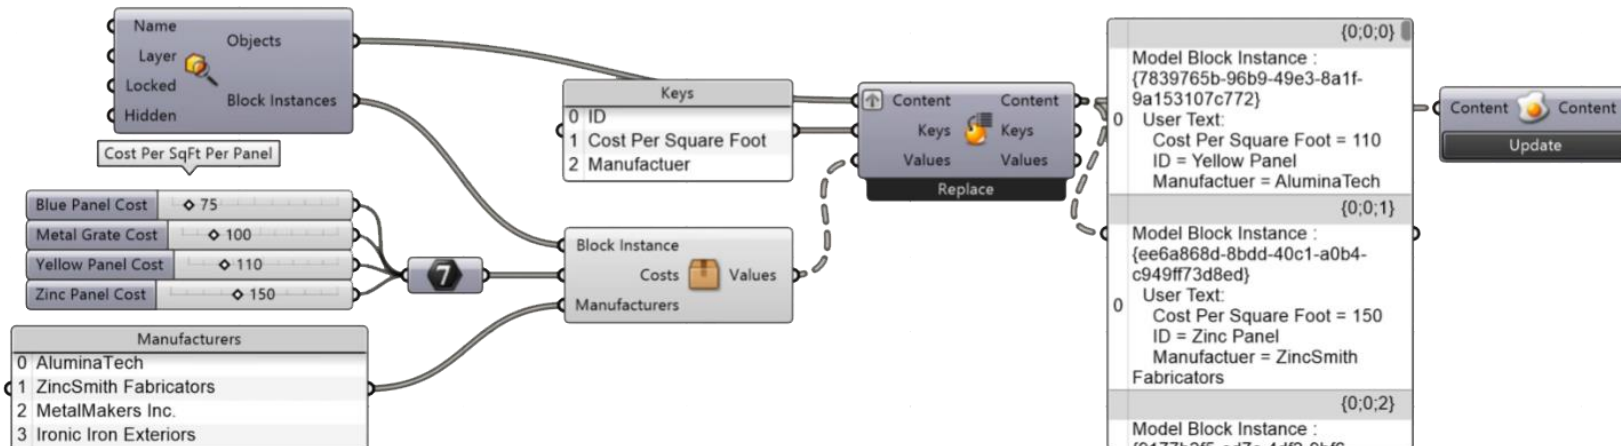 Name
Layer
Locked
Hidden
Objects
Block Instances
Cost Per SqFt Per Panel
Blue Panel Cost 75
Metal Grate Cost 100
Yellow Panel Cost 110
Zinc Panel Cost 150
7
Manufacturers
0 AluminaTech
1 ZincSmith Fabricators
2 MetalMakers Inc.
3 Ironic Iron Exteriors
Keys
0 ID
1 Cost Per Square Foot
2 Manufactuer
Block Instance
Costs
Manufacturers
Values
Content Content
Keys Keys
Values Values
Replace
{0;0;0}
Model Block Instance :
{7839765b-96b9-49e3-8a1f-
9a153107c772}
0 User Text:
Cost Per Square Foot = 110
ID = Yellow Panel
Manufactuer = AluminaTech
{0;0;1}
Model Block Instance :
{ee6a868d-8bdd-40c1-a0b4-
c949ff73d8ed}
0 User Text:
Cost Per Square Foot = 150
ID = Zinc Panel
Manufactuer = ZincSmith
Fabricators
{0;0;2}
Model Block Instance :
Content Content
Update